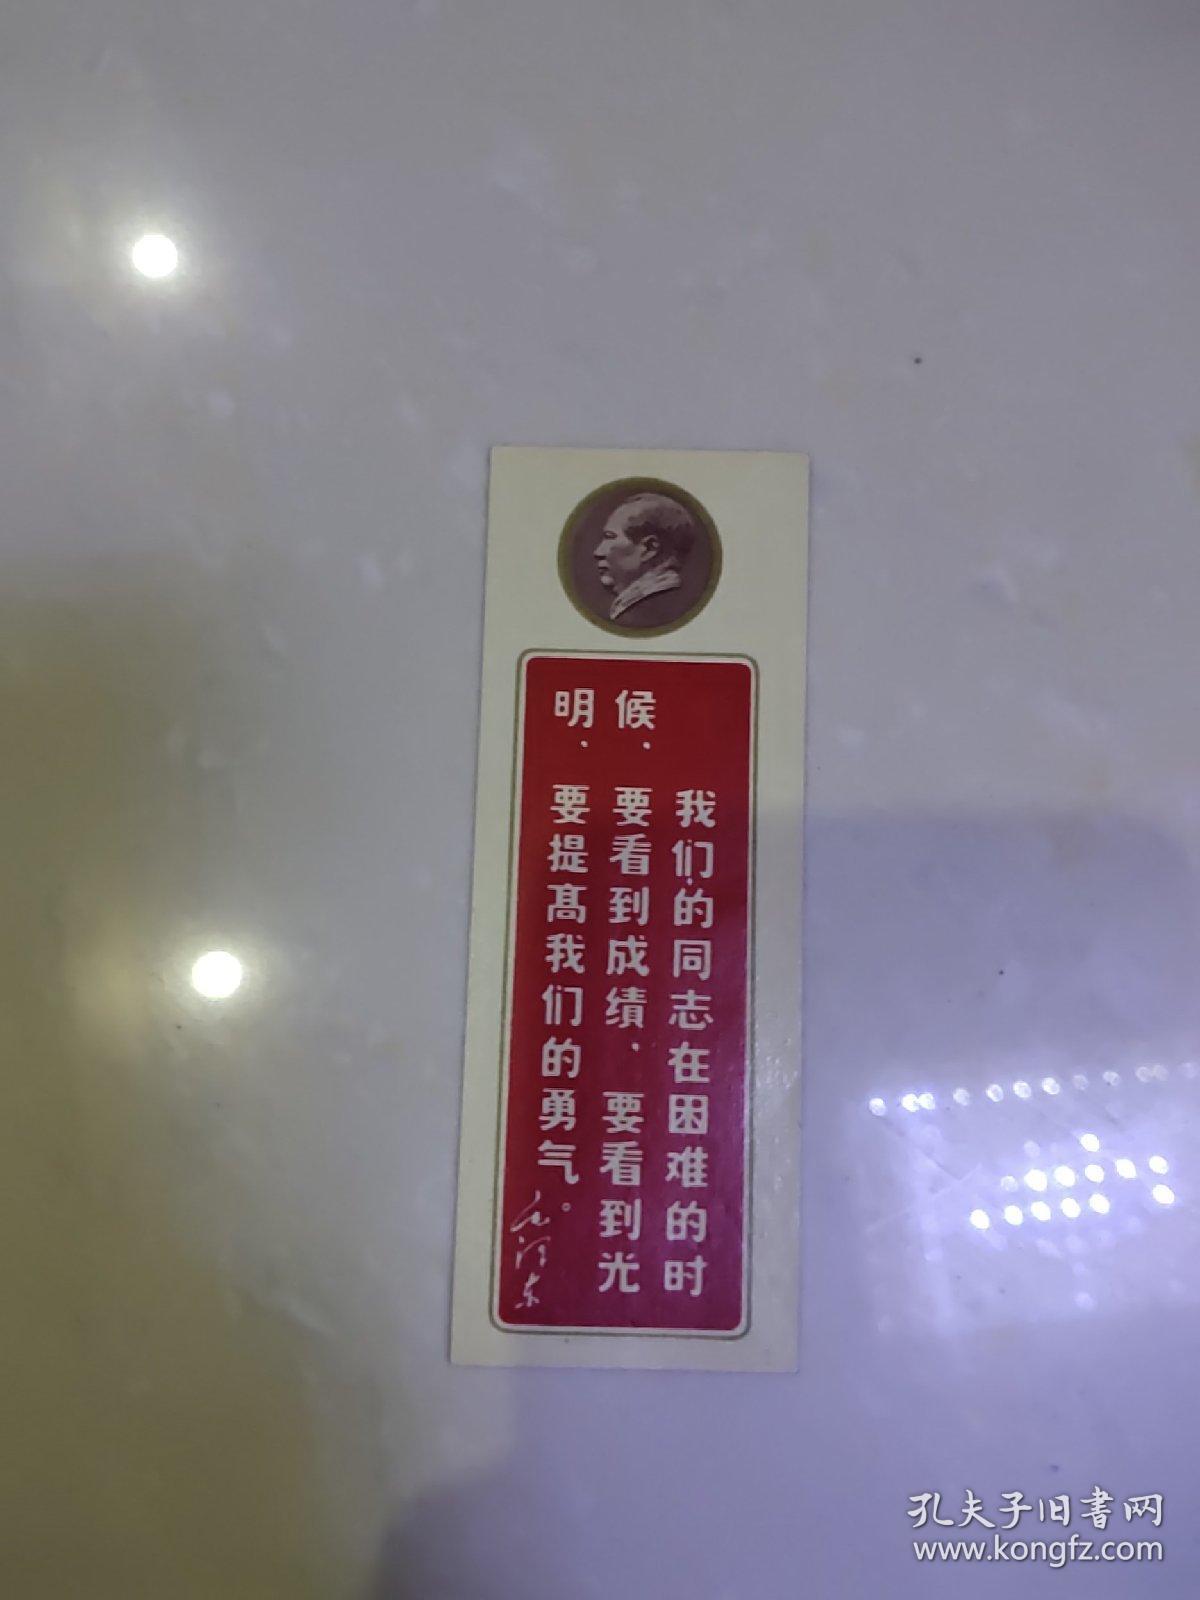 我们的同志在困难的时
候，要看到成绩，要看到光
明，要提高我们的勇气。
毛泽东
孔夫子旧书网
www.kongfz.com